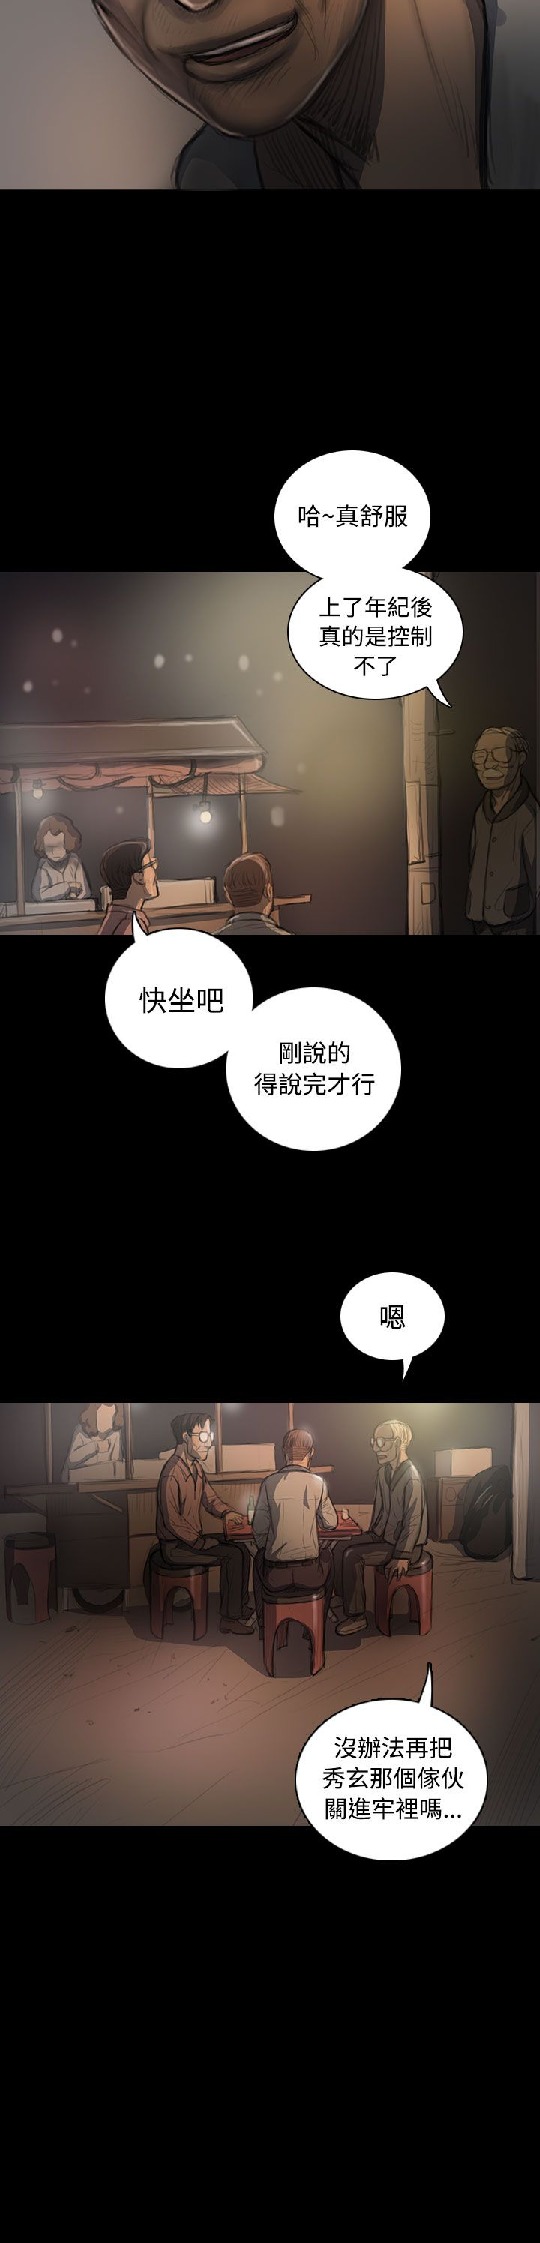 哈~真舒服
上了年紀後
真的是控制
不了
快坐吧
剛說的
得說完才行
嗯
沒辦法再把
秀玄那個傢伙
關進牢裡嗎...